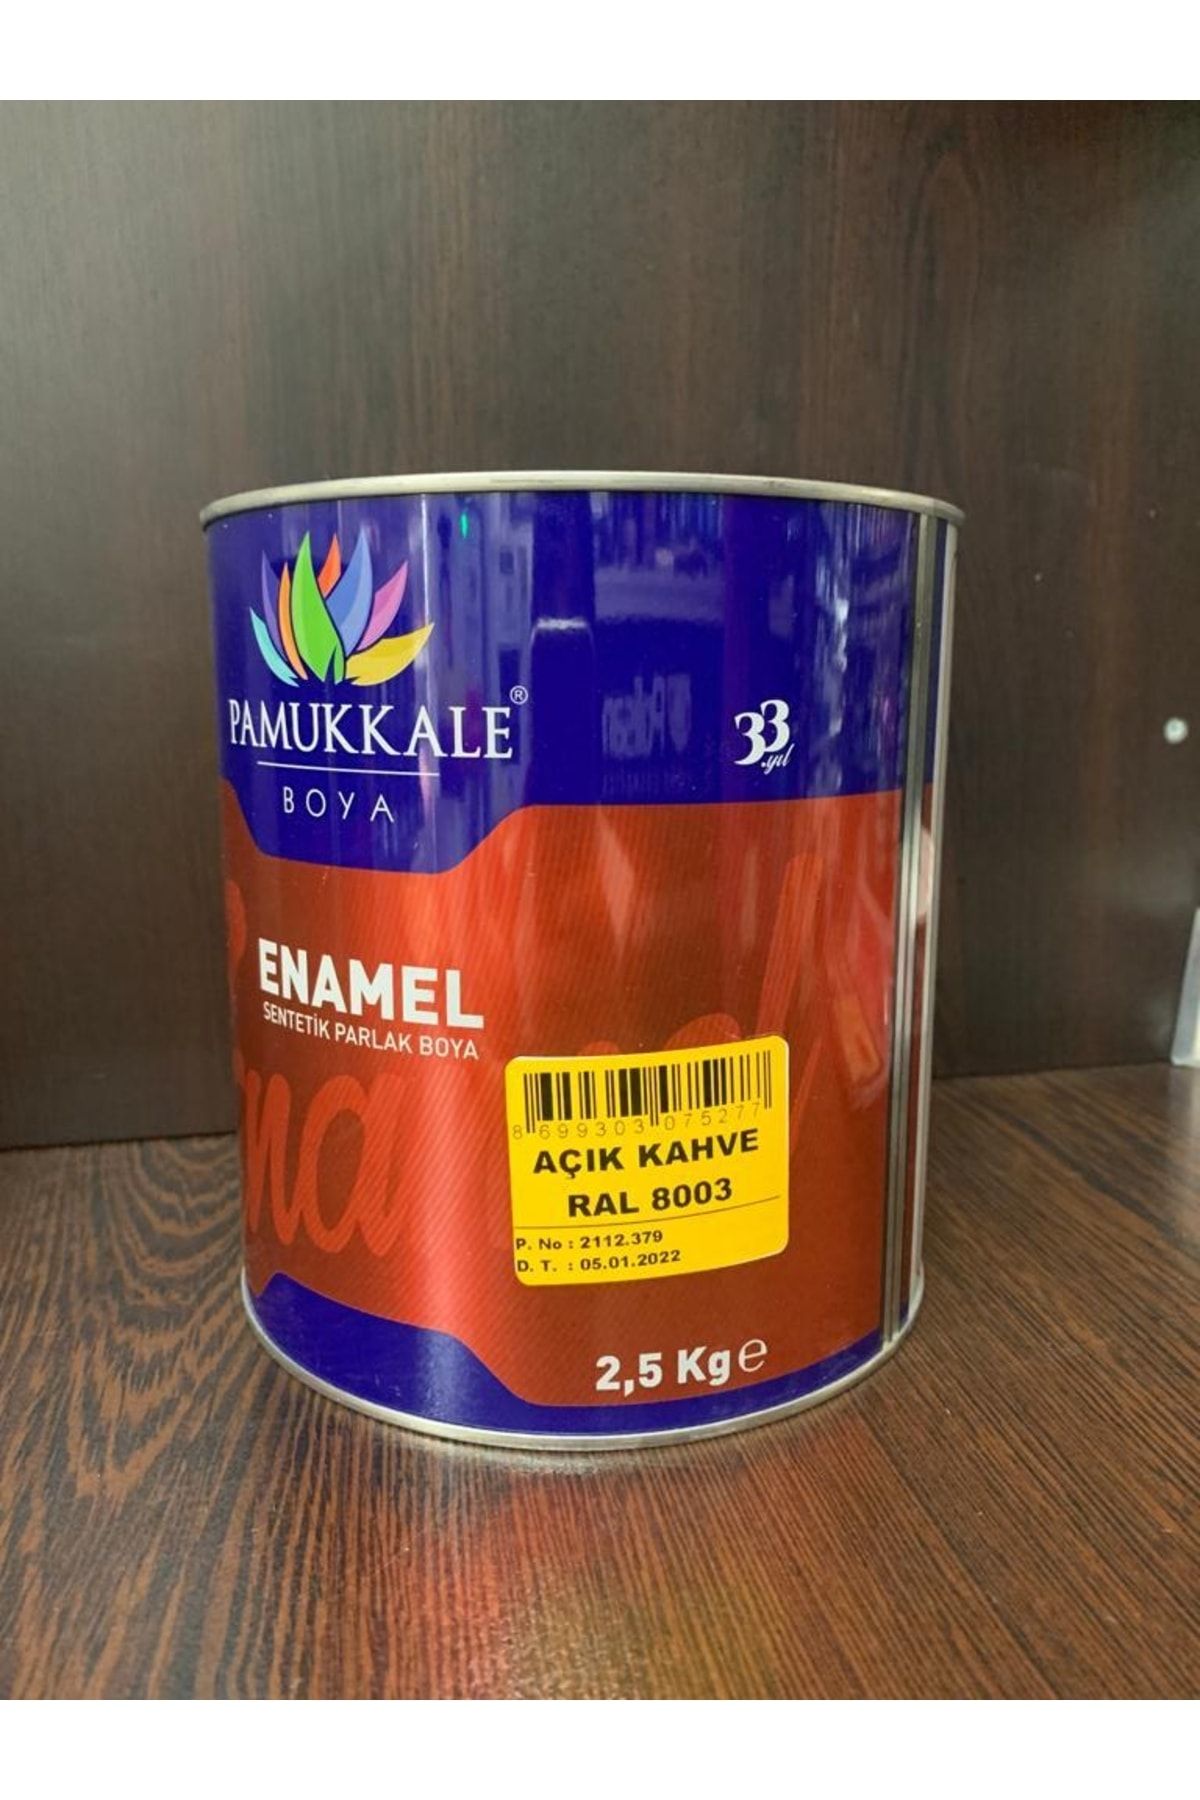 PAMUKKALE®
BOYA
33.yıl
ENAMEL
SENTETİK PARLAK BOYA
8 699303 075277
AÇIK KAHVE
RAL 8003
P. No : 2112.379
D. T. : 05.01.2022
2,5 Kg ℮